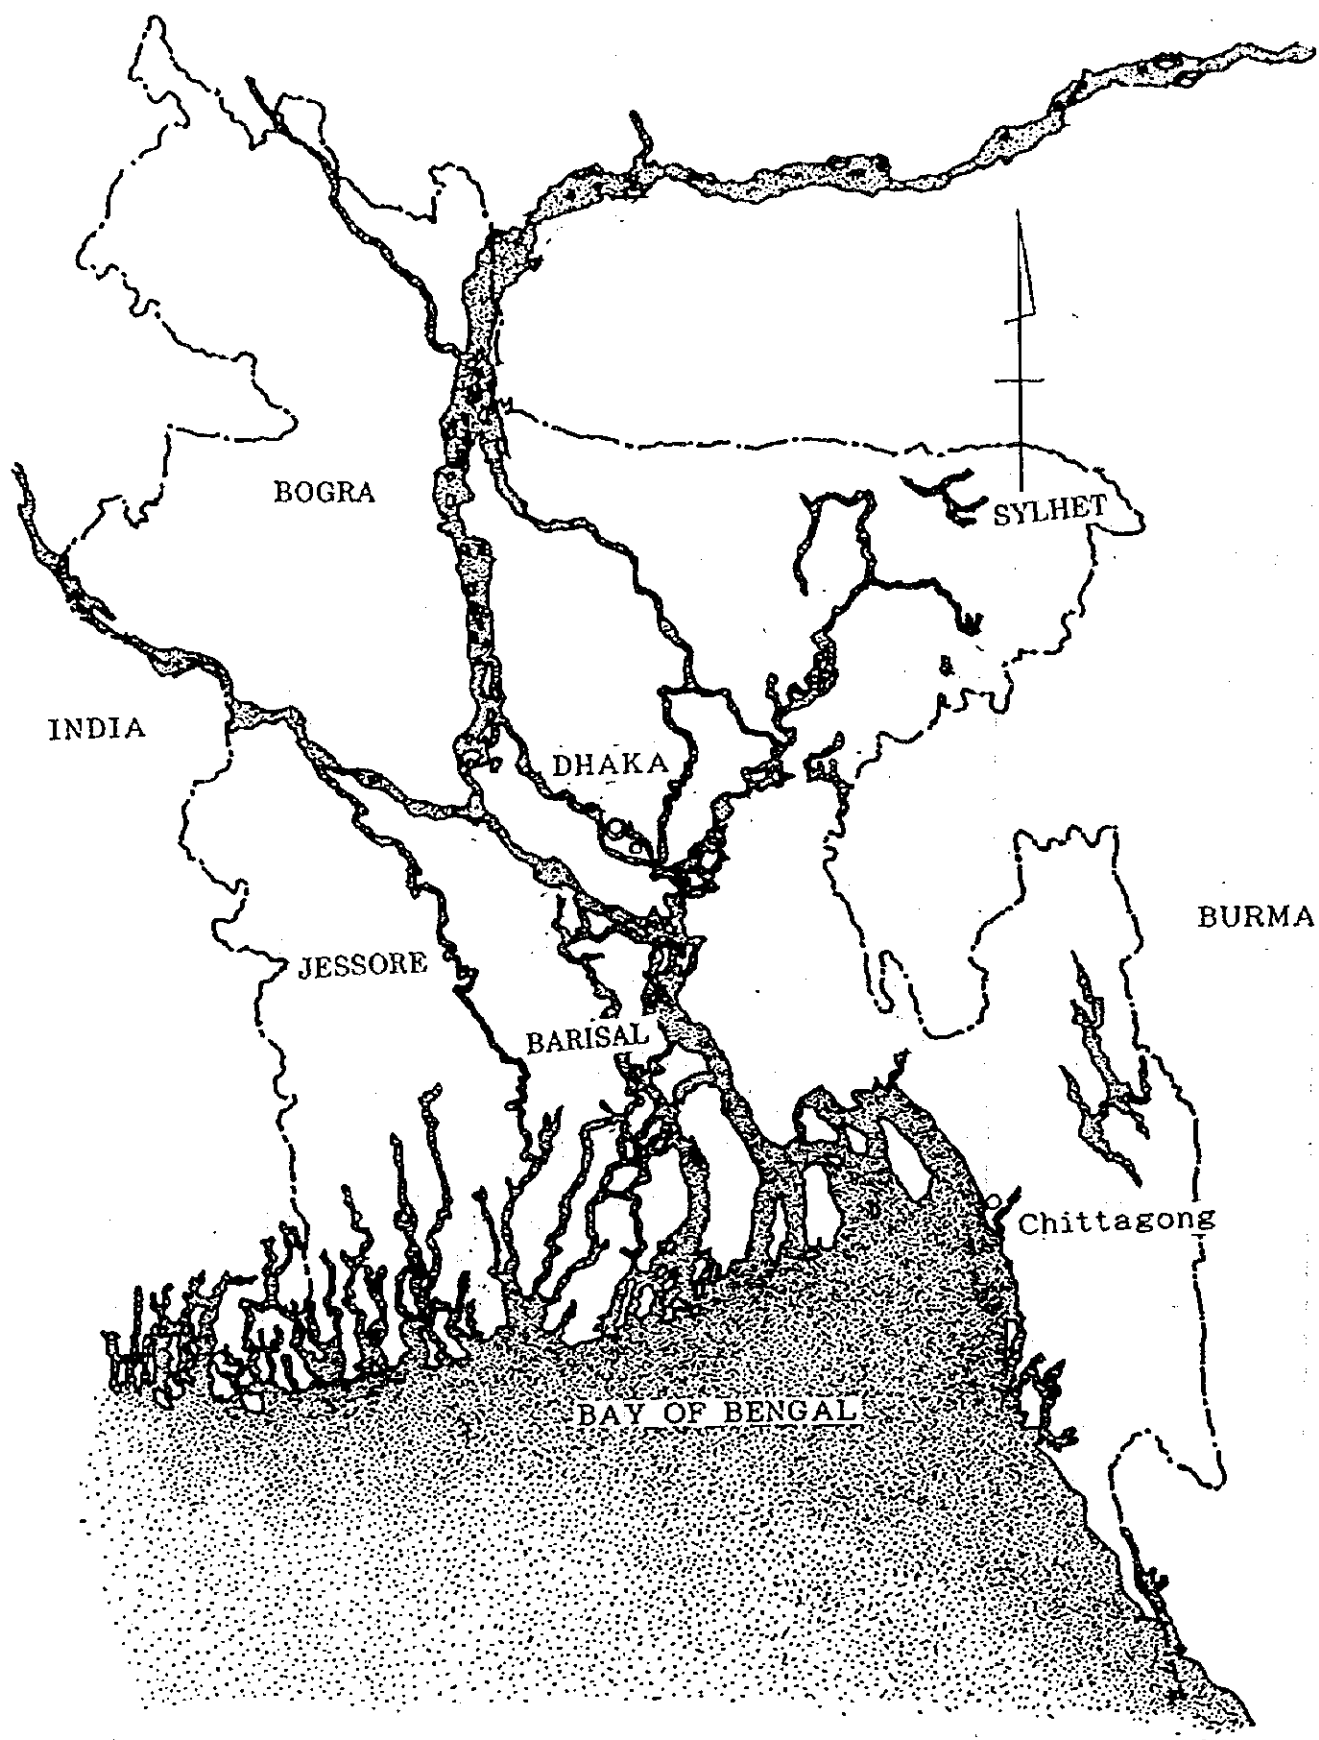 BOGRA
SYLHET
INDIA
DHAKA
BURMA
JESSORE
BARISAL
Chittagong
BAY OF BENGAL